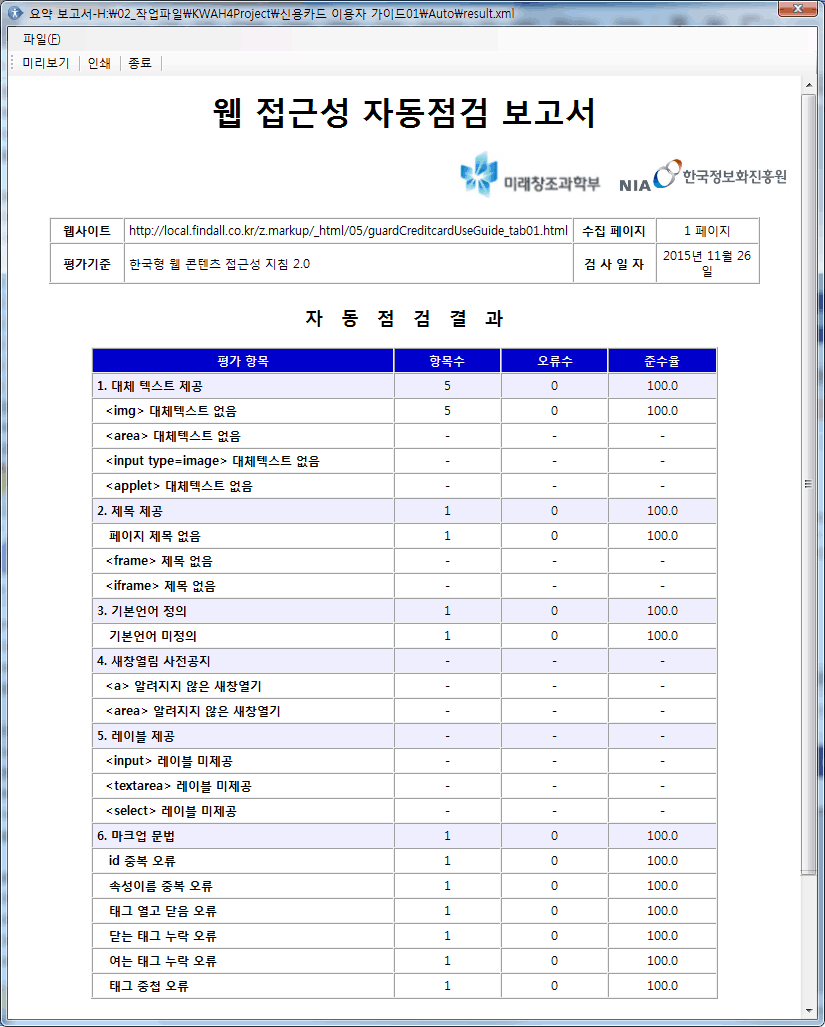 요약 보고서-H:\02_작업파일\KWAH4Project\신용카드 이용자 가이드01\Auto\result.xml
파일(F)
미리보기 인쇄 종료
웹 접근성 자동점검 보고서
미래창조과학부 NIA 한국정보화진흥원
웹사이트 http://local.findall.co.kr/z.markup/_html/05/guardCreditcardUseGuide_tab01.html 수집 페이지 1 페이지
평가기준 한국형 웹 콘텐츠 접근성 지침 2.0 검 사 일 자 2015년 11월 26
일
자 동 점 검 결 과
평가 항목 항목수 오류수 준수율
1. 대체 텍스트 제공 5 0 100.0
<img> 대체텍스트 없음 5 0 100.0
<area> 대체텍스트 없음 - - -
<input type=image> 대체텍스트 없음 - - -
<applet> 대체텍스트 없음 - - -
2. 제목 제공 1 0 100.0
페이지 제목 없음 1 0 100.0
<frame> 제목 없음 - - -
<iframe> 제목 없음 - - -
3. 기본언어 정의 1 0 100.0
기본언어 미정의 1 0 100.0
4. 새창열림 사전공지 - - -
<a> 알려지지 않은 새창열기 - - -
<area> 알려지지 않은 새창열기 - - -
5. 레이블 제공 - - -
<input> 레이블 미제공 - - -
<textarea> 레이블 미제공 - - -
<select> 레이블 미제공 - - -
6. 마크업 문법 1 0 100.0
id 중복 오류 1 0 100.0
속성이름 중복 오류 1 0 100.0
태그 열고 닫음 오류 1 0 100.0
닫는 태그 누락 오류 1 0 100.0
여는 태그 누락 오류 1 0 100.0
태그 중첩 오류 1 0 100.0